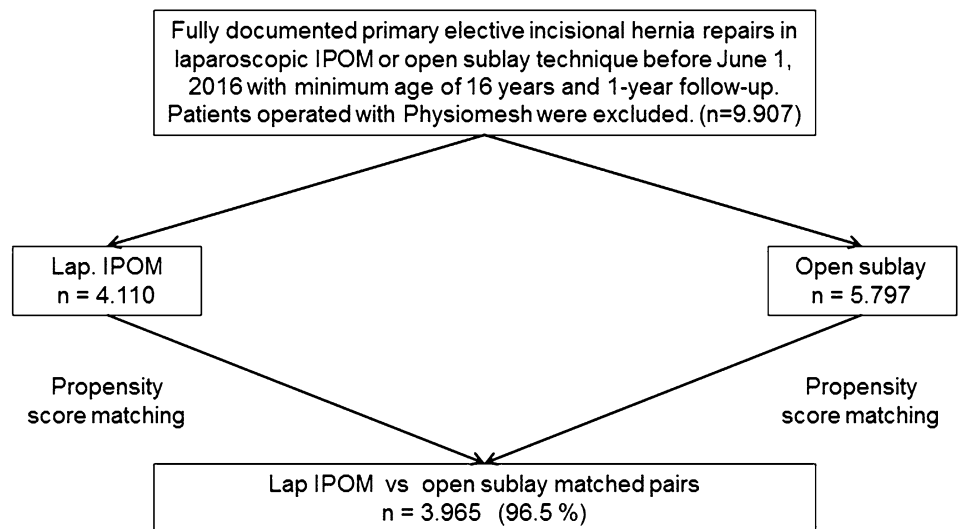 Fully documented primary elective incisional hernia repairs in
laparoscopic IPOM or open sublay technique before June 1,
2016 with minimum age of 16 years and 1-year follow-up.
Patients operated with Physiomesh were excluded. (n=9.907)
Lap. IPOM
n = 4.110
Open sublay
n = 5.797
Propensity
score matching
Propensity
score matching
Lap IPOM vs open sublay matched pairs
n = 3.965 (96.5 %)